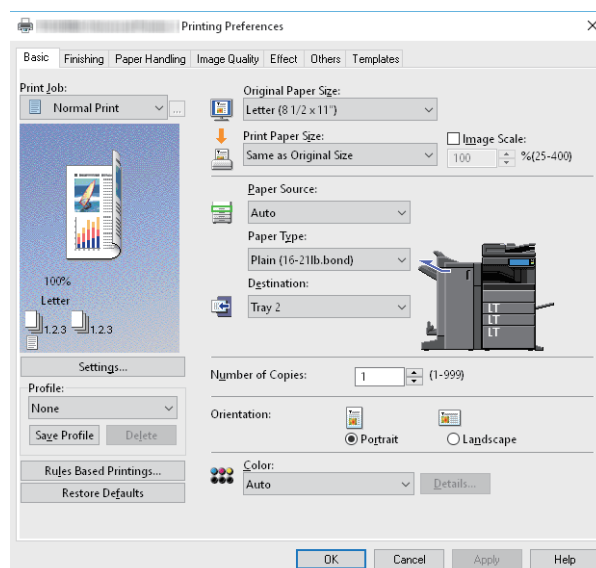 Printing Preferences
Basic Finishing Paper Handling Image Quality Effect Others Templates
Print Job:
Normal Print
...
100%
Letter
1.2.3 1.2.3
Settings...
Profile:
None
Save Profile Delete
Rules Based Printings...
Restore Defaults
Original Paper Size:
Letter (8 1/2 x 11")
Print Paper Size:
Same as Original Size
Image Scale:
100 %(25-400)
Paper Source:
Auto
Paper Type:
Plain (16-21lb.bond)
Destination:
Tray 2
LT
LT
LT
Number of Copies: 1 (1-999)
Orientation:
Portrait Landscape
Color:
Auto Details...
OK Cancel Apply Help